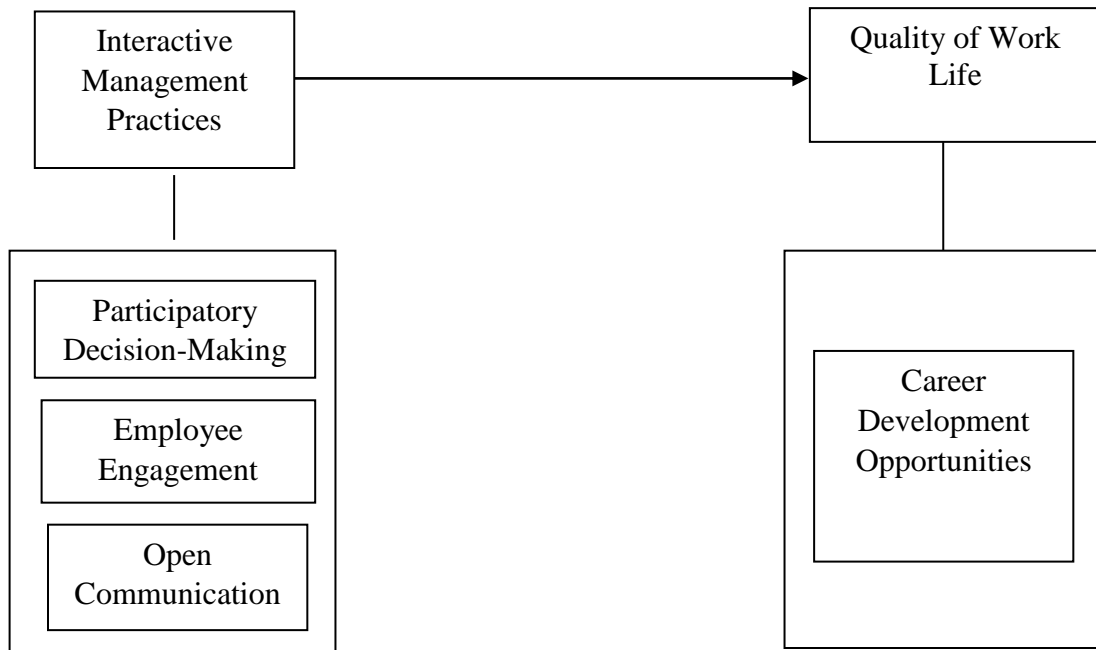 Interactive
Management
Practices
Quality of Work
Life
Participatory
Decision-Making
Employee
Engagement
Open
Communication
Career
Development
Opportunities